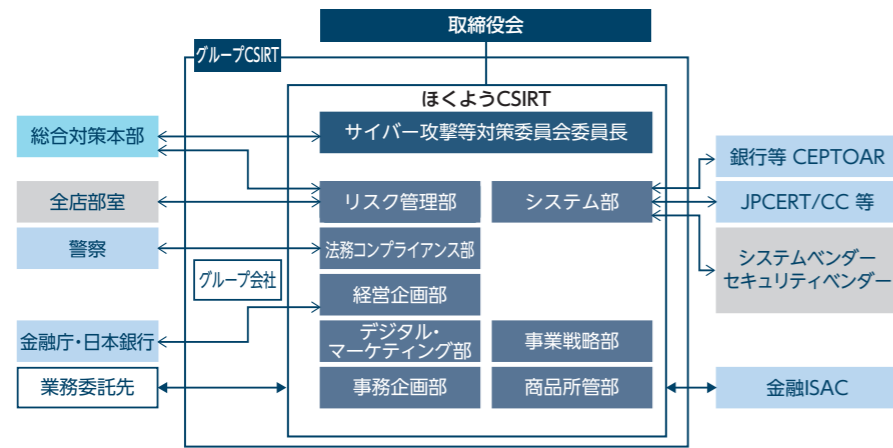 取締役会
グループCSIRT
ほくようCSIRT
総合対策本部
サイバー攻撃等対策委員会委員長
銀行等 CEPTOAR
全店部室
リスク管理部
システム部
JPCERT/CC 等
警察
法務コンプライアンス部
システムベンダー
セキュリティベンダー
グループ会社
経営企画部
金融庁・日本銀行
デジタル・
マーケティング部
事業戦略部
業務委託先
事務企画部
商品所管部
金融ISAC